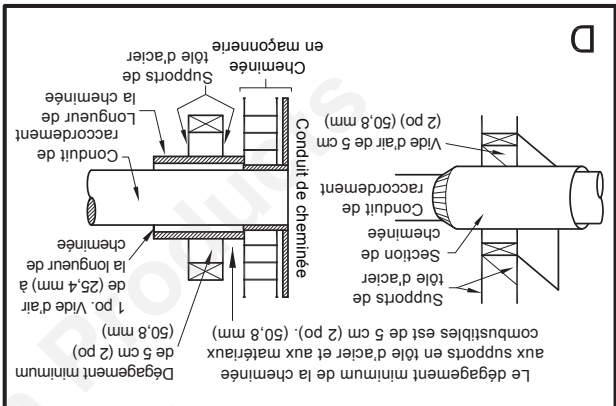 Le dégagement minimum de la cheminée
aux supports en tôle d'acier et aux matériaux
combustibles est de 5 cm (2 po). (50,8 mm)
Supports de
tôle d'acier
Section de
cheminée
Conduit de
raccordement
Vide d'air de 5 cm
(2 po) (50,8 mm)
Dégagement minimum
de 5 cm (2 po)
(50,8 mm)
1 po. Vide d'air
de (25,4 mm) à
la longueur de
cheminée
Conduit de cheminée
Conduit de
raccordement
Longueur de
la cheminée
Supports de
tôle d'acier
Cheminée
en maçonnerie
D
Products